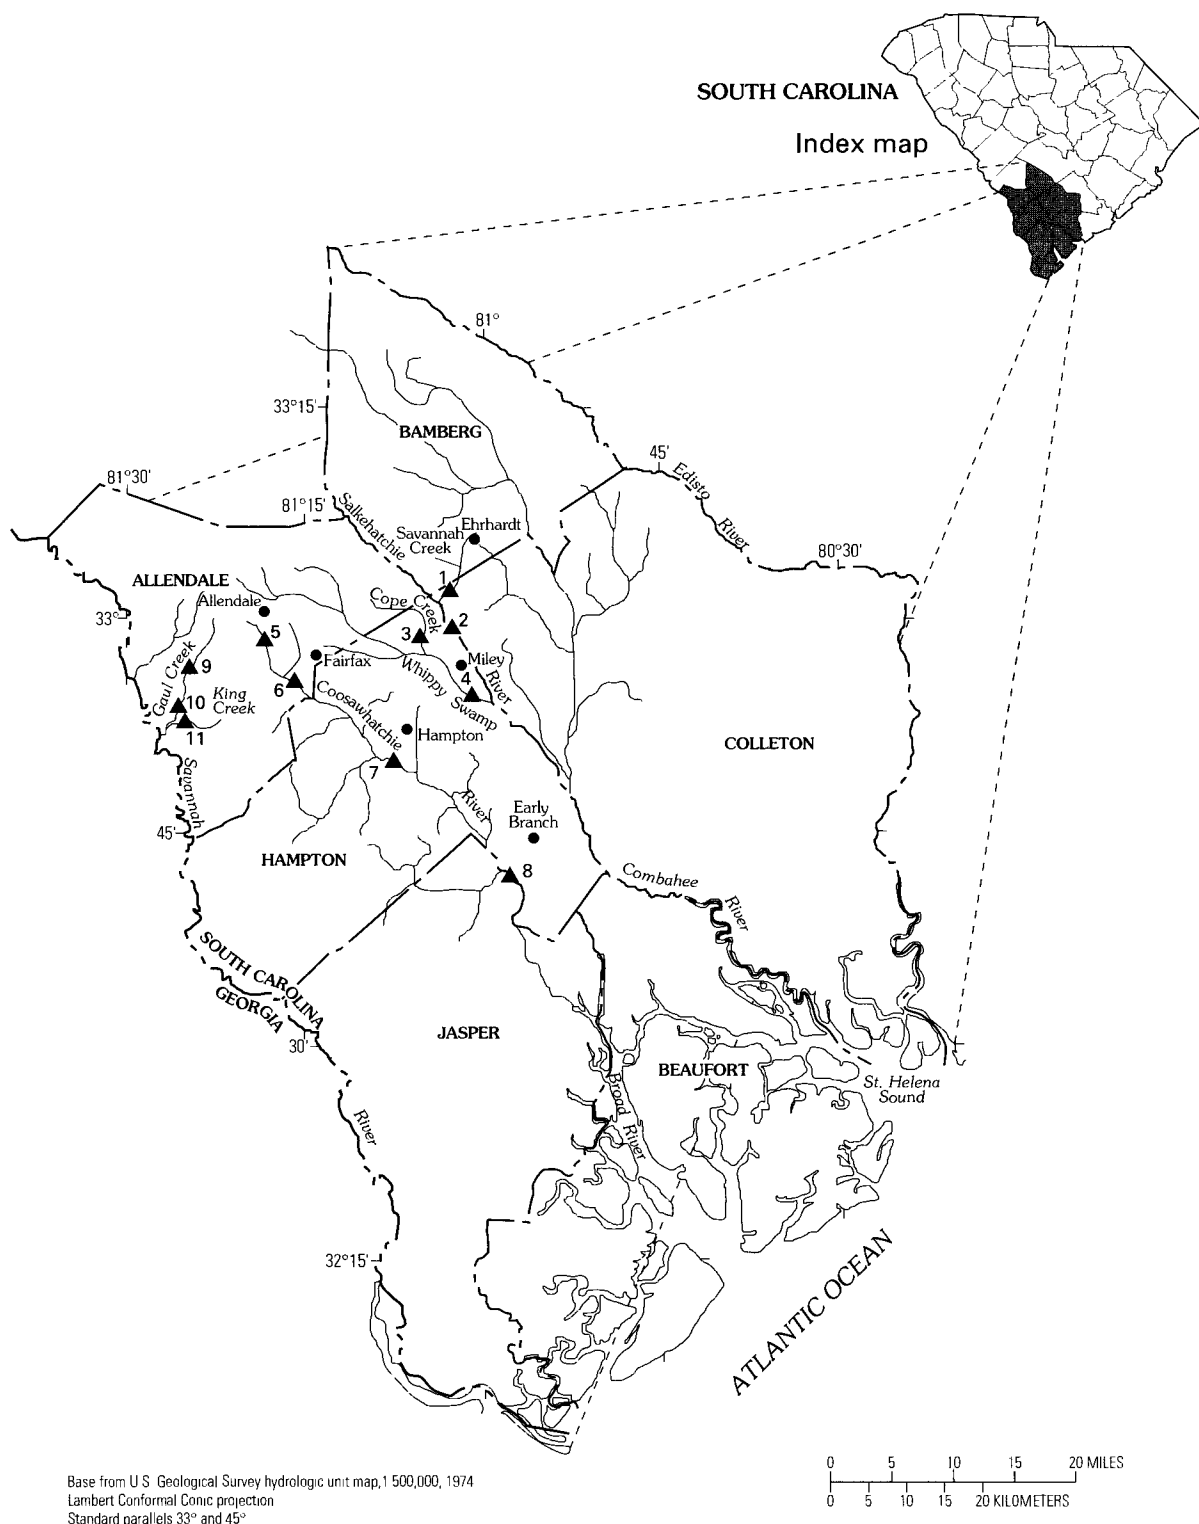 SOUTH CAROLINA
Index map
81°
33°15'
BAMBERG
45'
Edisto
River
81°30'
81°15'
Salkehatchie
River
Savannah
Creek
Ehrhardt
80°30'
ALLENDALE
Allendale
33°
Cope Creek
1
2
3
4
5
6
7
8
9
10
11
Miley
Fairfax
Whippy
Swamp
Gaul Creek
King
Creek
Coosawhatchie
River
Hampton
COLLETON
Savannah
45'
Early
Branch
HAMPTON
Combahee
River
SOUTH CAROLINA
GEORGIA
30'
JASPER
BEAUFORT
St. Helena
Sound
Broad
River
River
32°15'
ATLANTIC OCEAN
Base from U S Geological Survey hydrologic unit map, 1 500,000, 1974
Lambert Conformal Conic projection
Standard parallels 33° and 45°
0 5 10 15 20 MILES
0 5 10 15 20 KILOMETERS